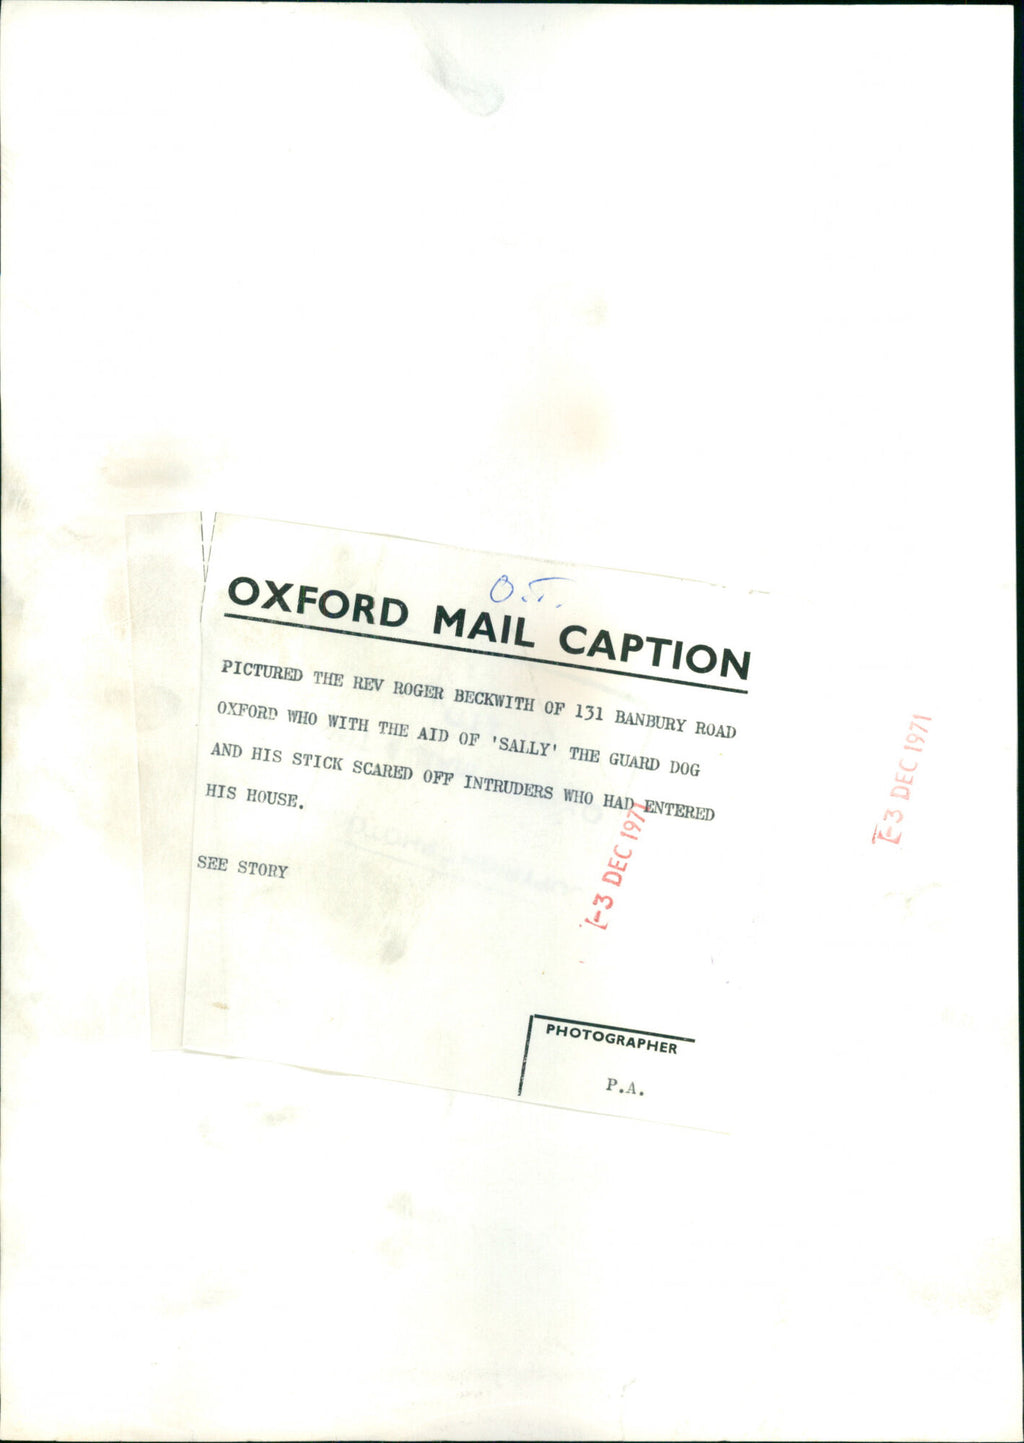 O.T.
OXFORD MAIL CAPTION
PICTURED THE REV ROGER BECKWITH OF 131 BANBURY ROAD
OXFORD WHO WITH THE AID OF 'SALLY' THE GUARD DOG
AND HIS STICK SCARED OFF INTRUDERS WHO HAD ENTERED
HIS HOUSE.
SEE STORY
-3 DEC 1971
-3 DEC 1971
PHOTOGRAPHER
P.A.